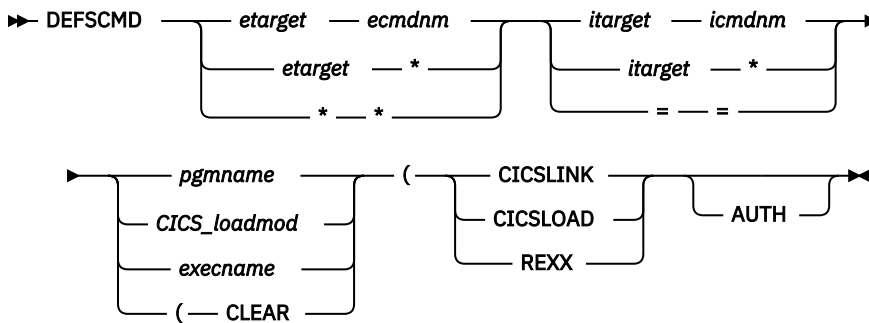 DEFSCMD etarget ecmdnm itarget icmdnm
etarget * itarget *
* * = =
pgmname ( CICSLINK
CICS_loadmod CICSLOAD AUTH
execname REXX
( CLEAR